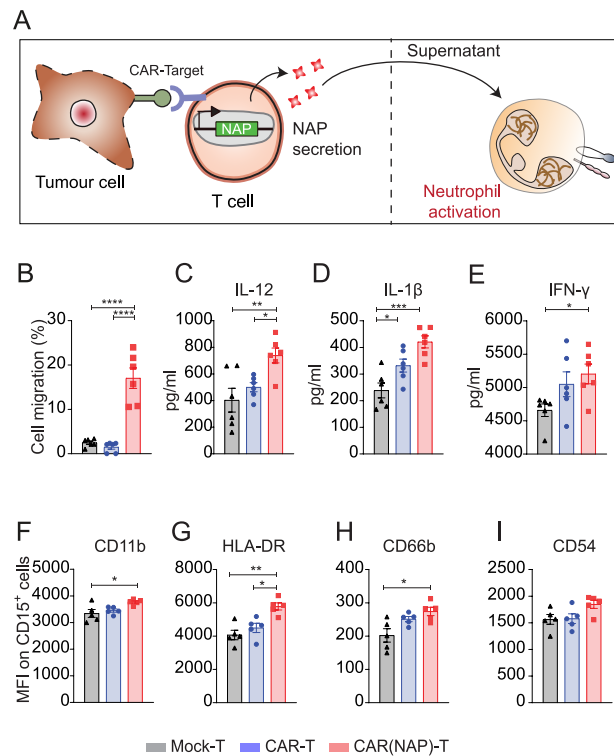 A
CAR-Target
Supernatant
NAP
NAP
secretion
Tumour cell
T cell
Neutrophil
activation
B
Cell migration (%)
30
20
10
0
****
****
C
IL-12
pg/ml
1000
800
600
400
200
0
**
*
D
IL-1β
pg/ml
500
400
300
200
100
0
***
*
E
IFN-γ
pg/ml
6000
5500
5000
4500
4000
*
F
CD11b
MFI on CD15+ cells
5000
4000
3000
2000
1000
0
*
G
HLA-DR
8000
6000
4000
2000
0
**
*
H
CD66b
400
300
200
100
0
*
I
CD54
2500
2000
1500
1000
500
0
Mock-T
CAR-T
CAR(NAP)-T